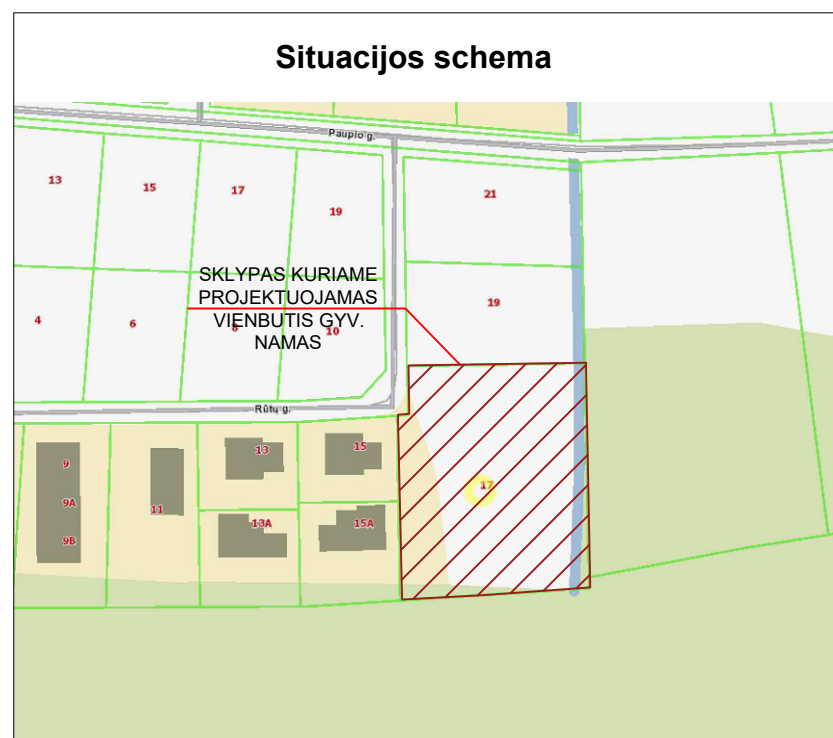 Situacijos schema
Paupio g.
13
15
17
19
21
SKLYPAS KURIAME
PROJEKTUOJAMAS
VIENBUTIS GYV.
NAMAS
4
6
8
10
19
Rūtų g.
9
9A
9B
11
13
13A
15
15A
17